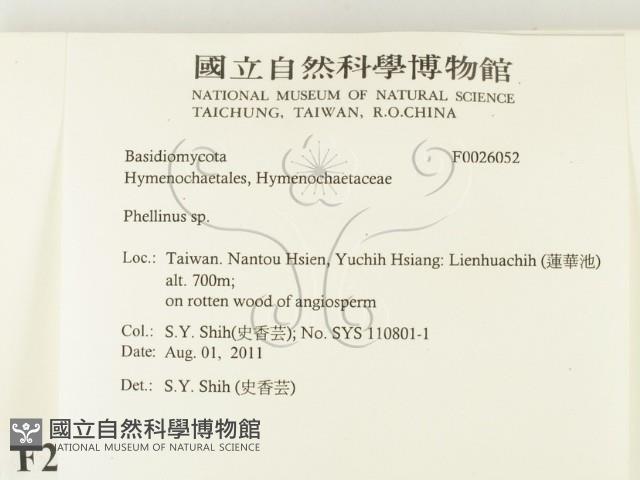 國立自然科學博物館
NATIONAL MUSEUM OF NATURAL SCIENCE
TAICHUNG, TAIWAN, R.O.CHINA
Basidiomycota F0026052
Hymenochaetales, Hymenochaetaceae
Phellinus sp.
Loc.: Taiwan. Nantou Hsien, Yuchih Hsiang: Lienhuachih (蓮華池)
alt. 700m;
on rotten wood of angiosperm
Col.: S.Y. Shih(史香芸); No. SYS 110801-1
Date: Aug. 01, 2011
Det.: S.Y. Shih (史香芸)
國立自然科學博物館
NATIONAL MUSEUM OF NATURAL SCIENCE
F2